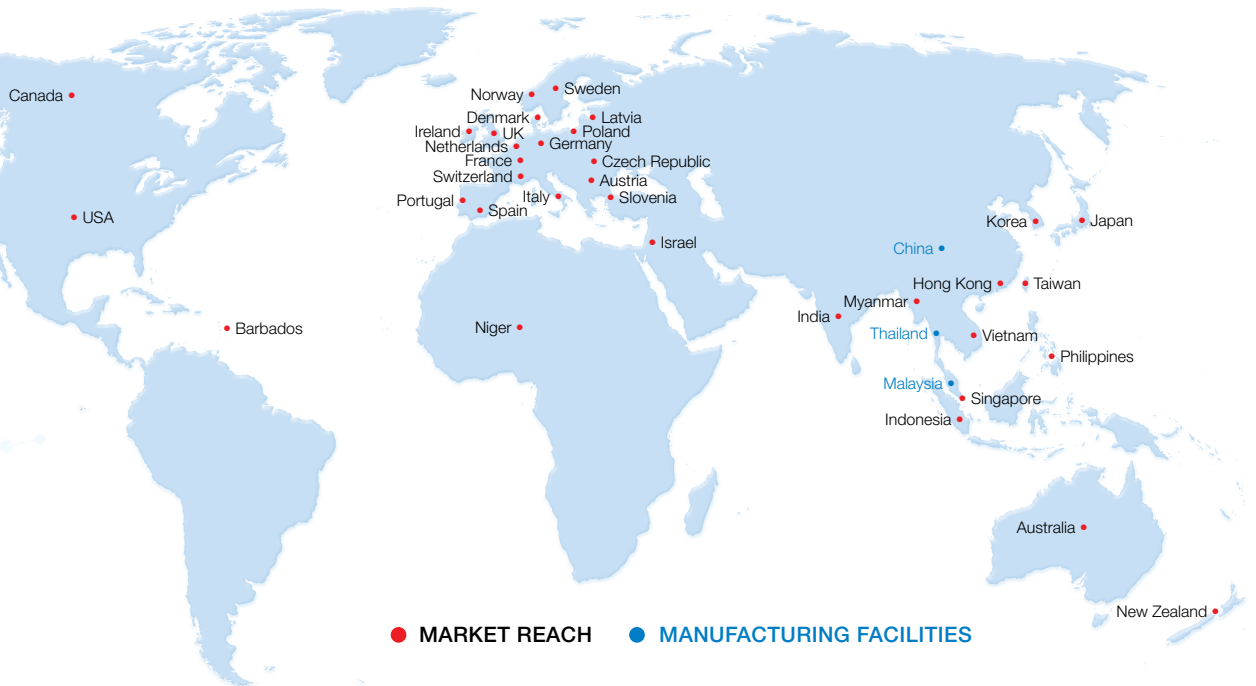 Canada
USA
Barbados
Norway
Sweden
Denmark
Latvia
Ireland
UK
Poland
Netherlands
Germany
France
Czech Republic
Switzerland
Austria
Portugal
Italy
Slovenia
Spain
Israel
Niger
Korea
Japan
China
Hong Kong
Taiwan
Myanmar
India
Thailand
Vietnam
Philippines
Malaysia
Singapore
Indonesia
Australia
New Zealand
MARKET REACH
MANUFACTURING FACILITIES